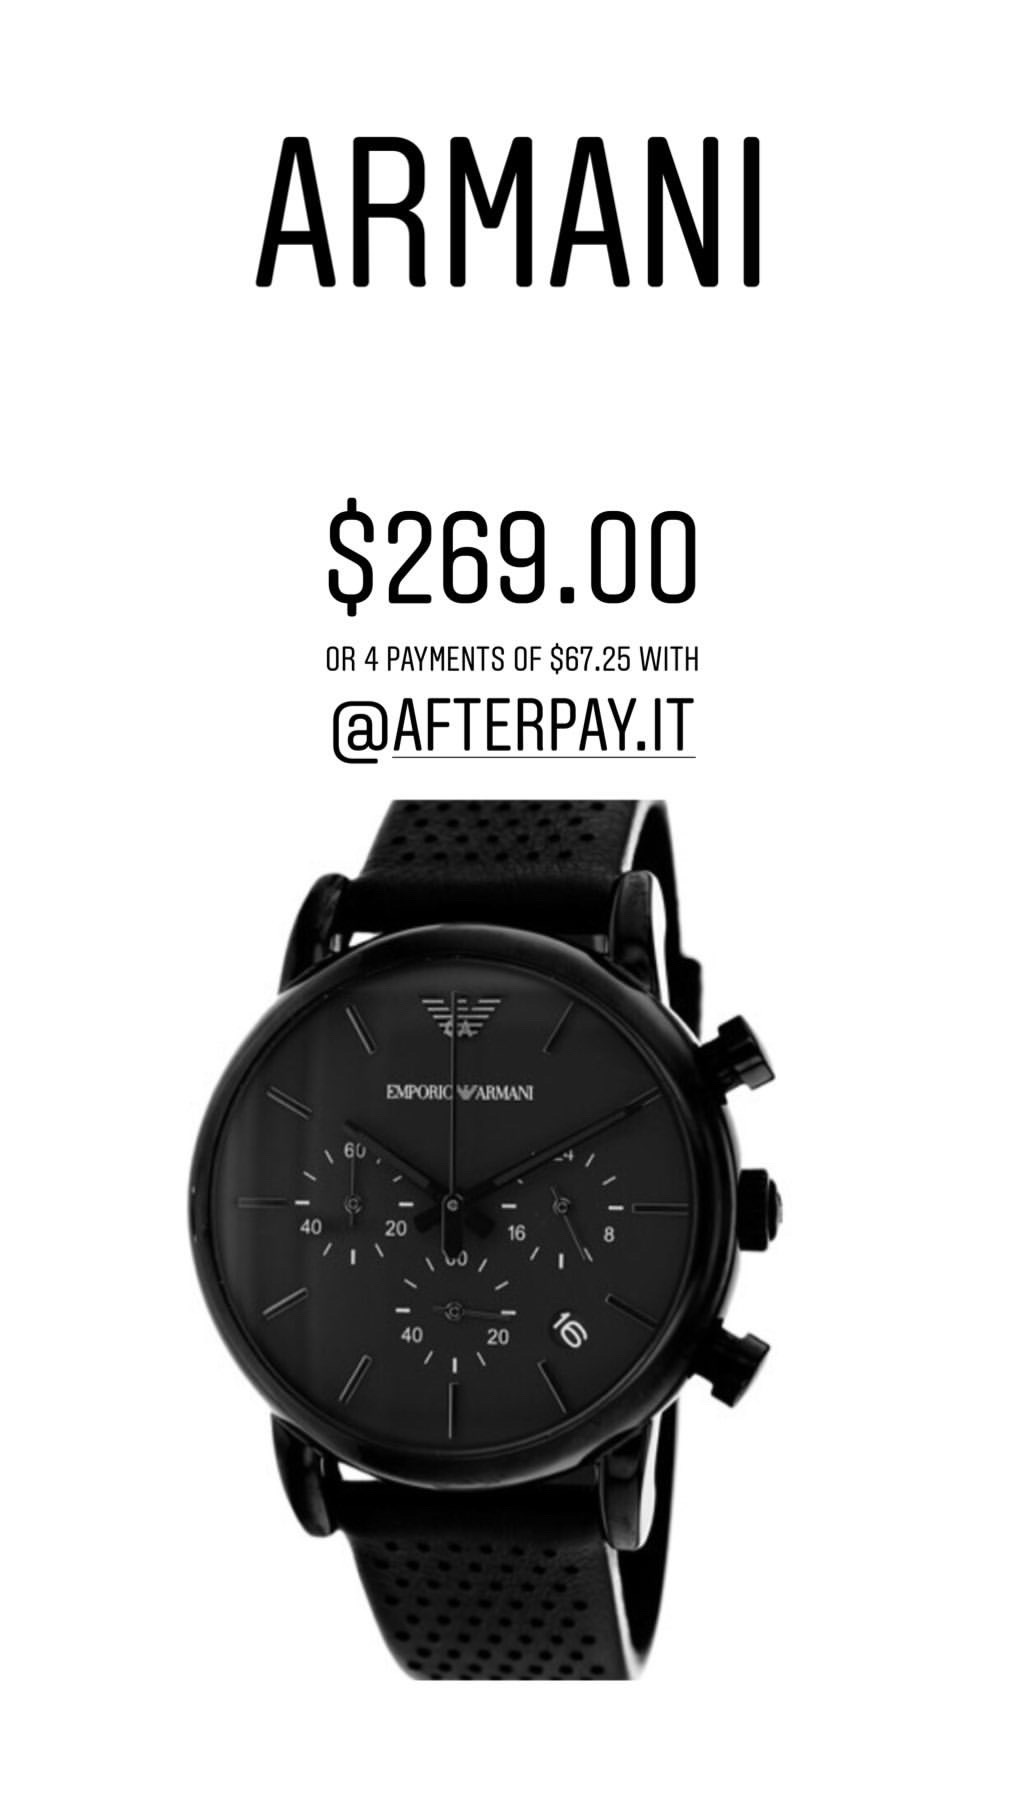 ARMANI
$269.00
OR 4 PAYMENTS OF $67.25 WITH
@AFTERPAY.IT
EMPORIO ARMANI
60
40 20
16 8
40 20
16